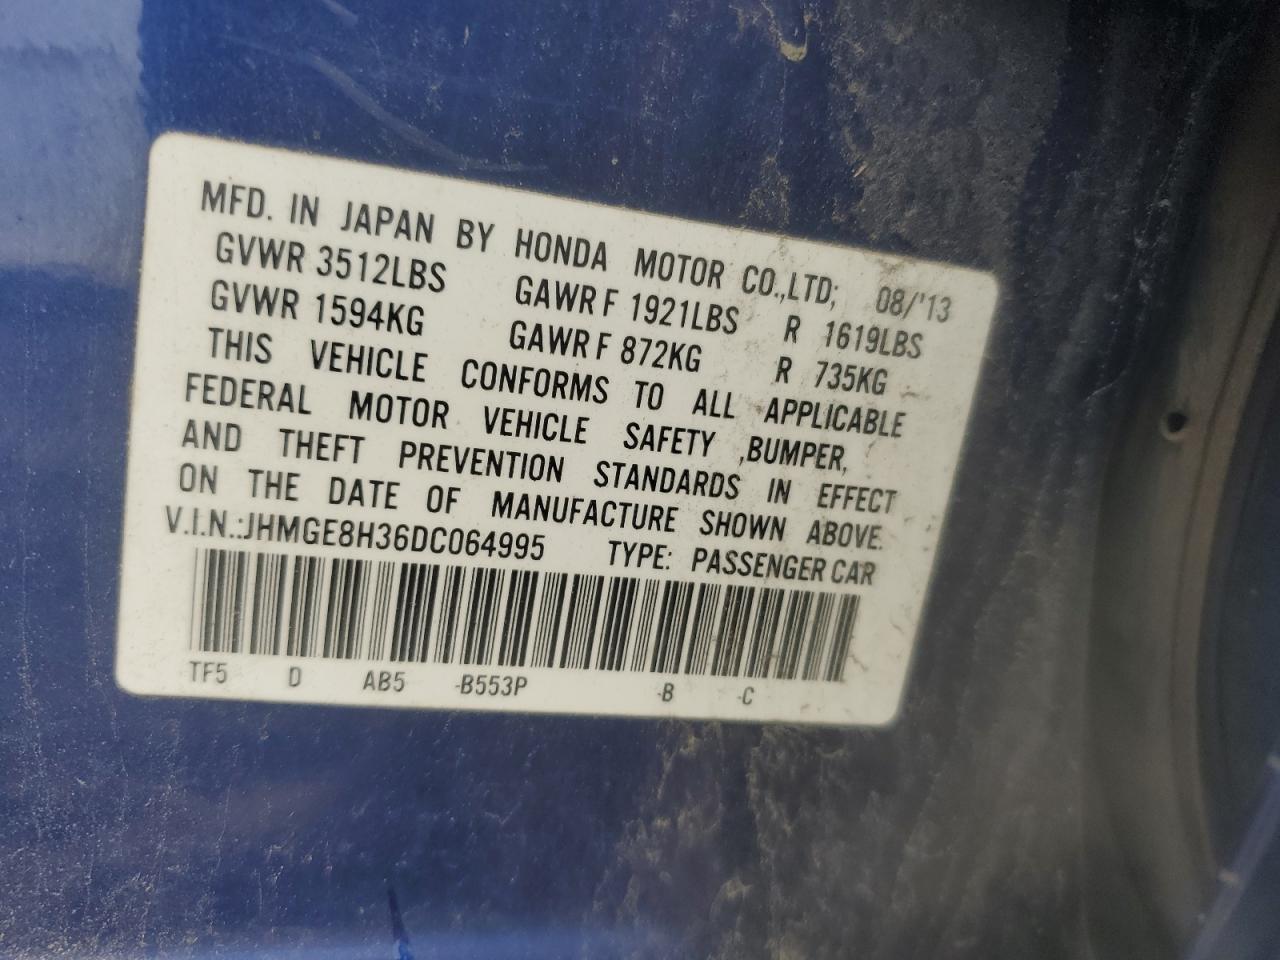 MFD. IN JAPAN BY HONDA MOTOR CO.,LTD; 08/'13
GVWR 3512LBS GAWR F 1921LBS R 1619LBS
GVWR 1594KG GAWR F 872KG R 735KG
THIS VEHICLE CONFORMS TO ALL APPLICABLE
FEDERAL MOTOR VEHICLE SAFETY ,BUMPER,
AND THEFT PREVENTION STANDARDS IN EFFECT
ON THE DATE OF MANUFACTURE SHOWN ABOVE.
V.I.N.:JHMGE8H36DC064995 TYPE: PASSENGER CAR
TF5 D AB5 -B553P -B -C